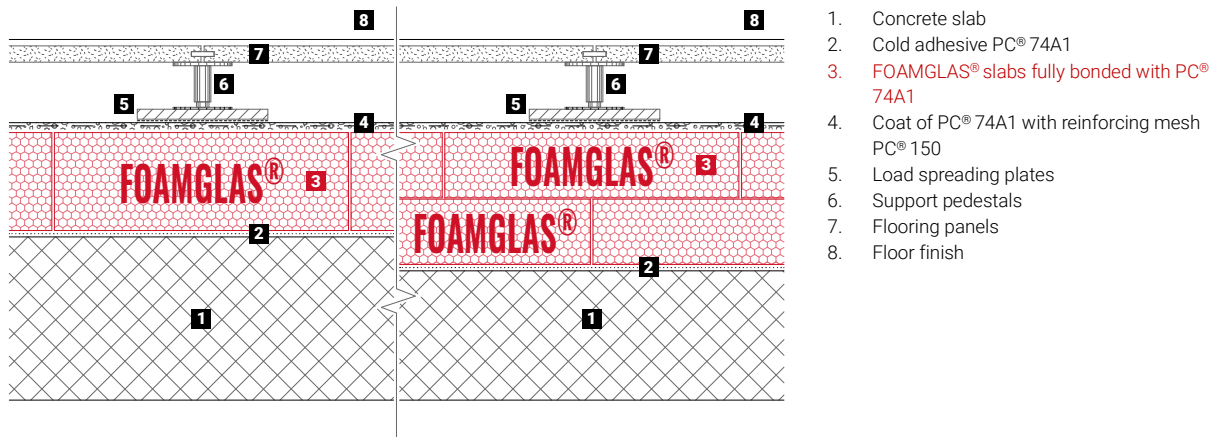 8
8
7
7
6
6
5
5
4
4
FOAMGLAS®
3
FOAMGLAS®
3
FOAMGLAS®
2
2
1
1
1. Concrete slab
2. Cold adhesive PC® 74A1
3. FOAMGLAS® slabs fully bonded with PC®
74A1
4. Coat of PC® 74A1 with reinforcing mesh
PC® 150
5. Load spreading plates
6. Support pedestals
7. Flooring panels
8. Floor finish